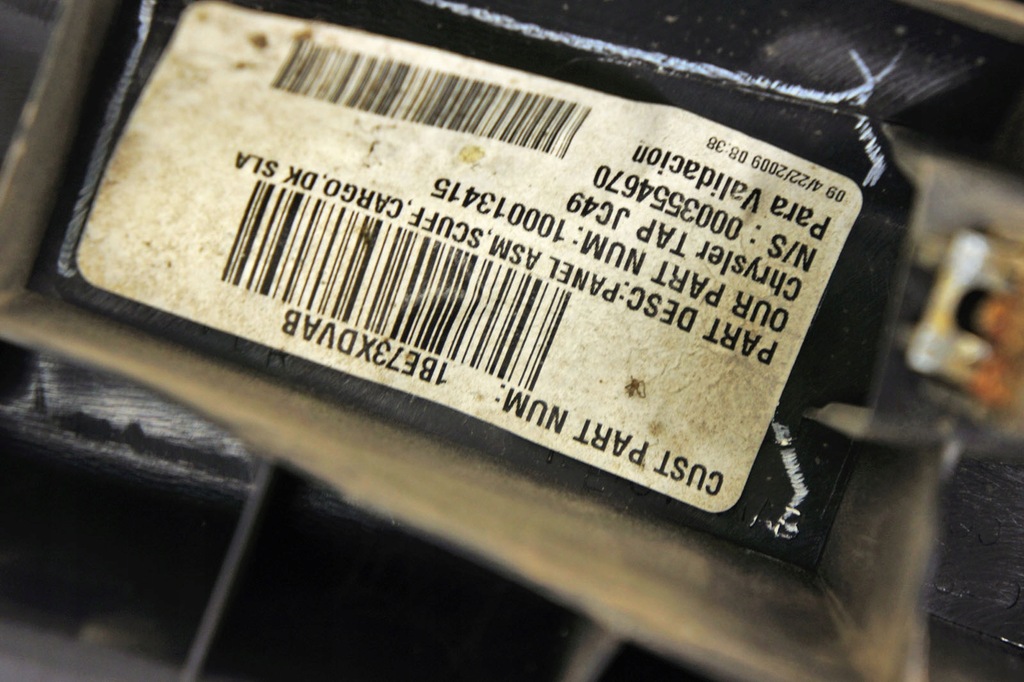 CUST PART NUM:
1BE73XDVAB
PART DESC:PANEL ASM,SCUFF,CARGO,DK SLA
OUR PART NUM:100013415
Chrysler TAP JC49
N/S : 0003554670
Para Validacion!!
09 4/22/2009 08:38